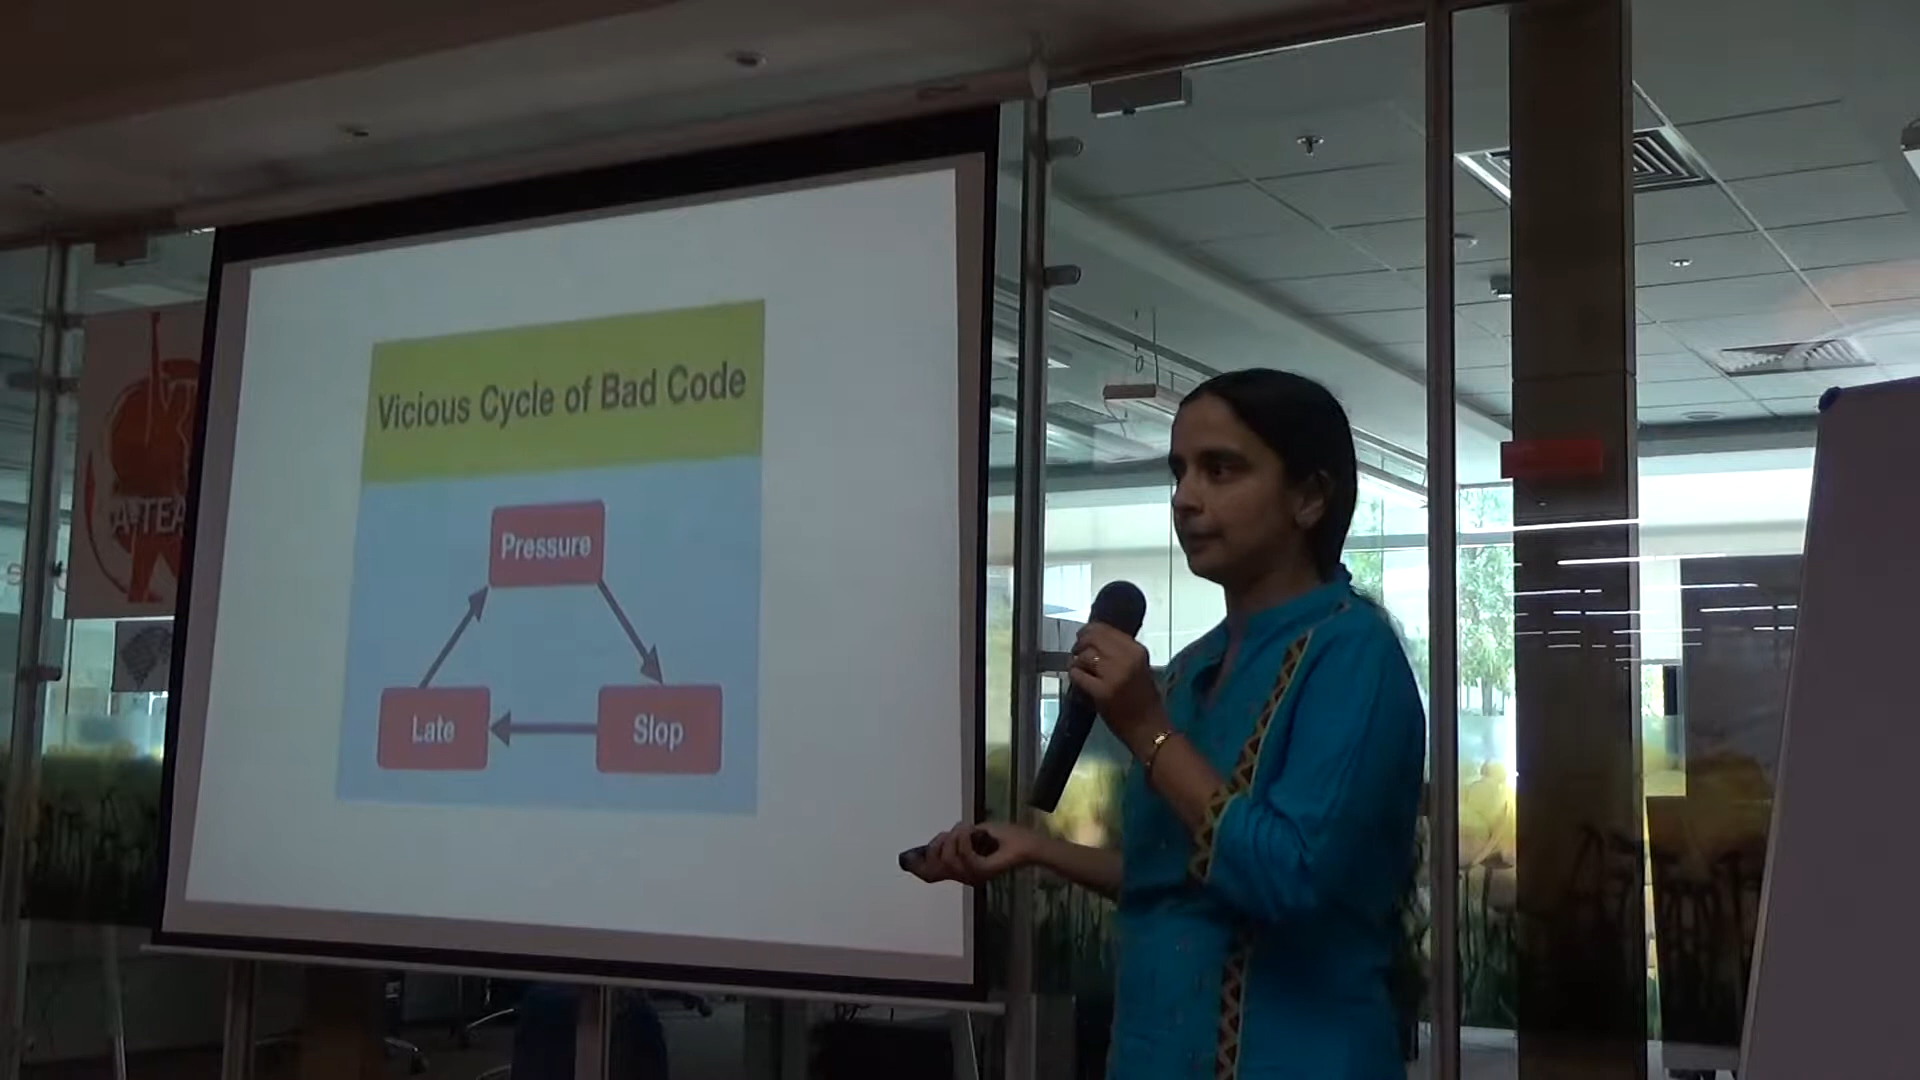 Vicious Cycle of Bad Code
Pressure
Late
Slop